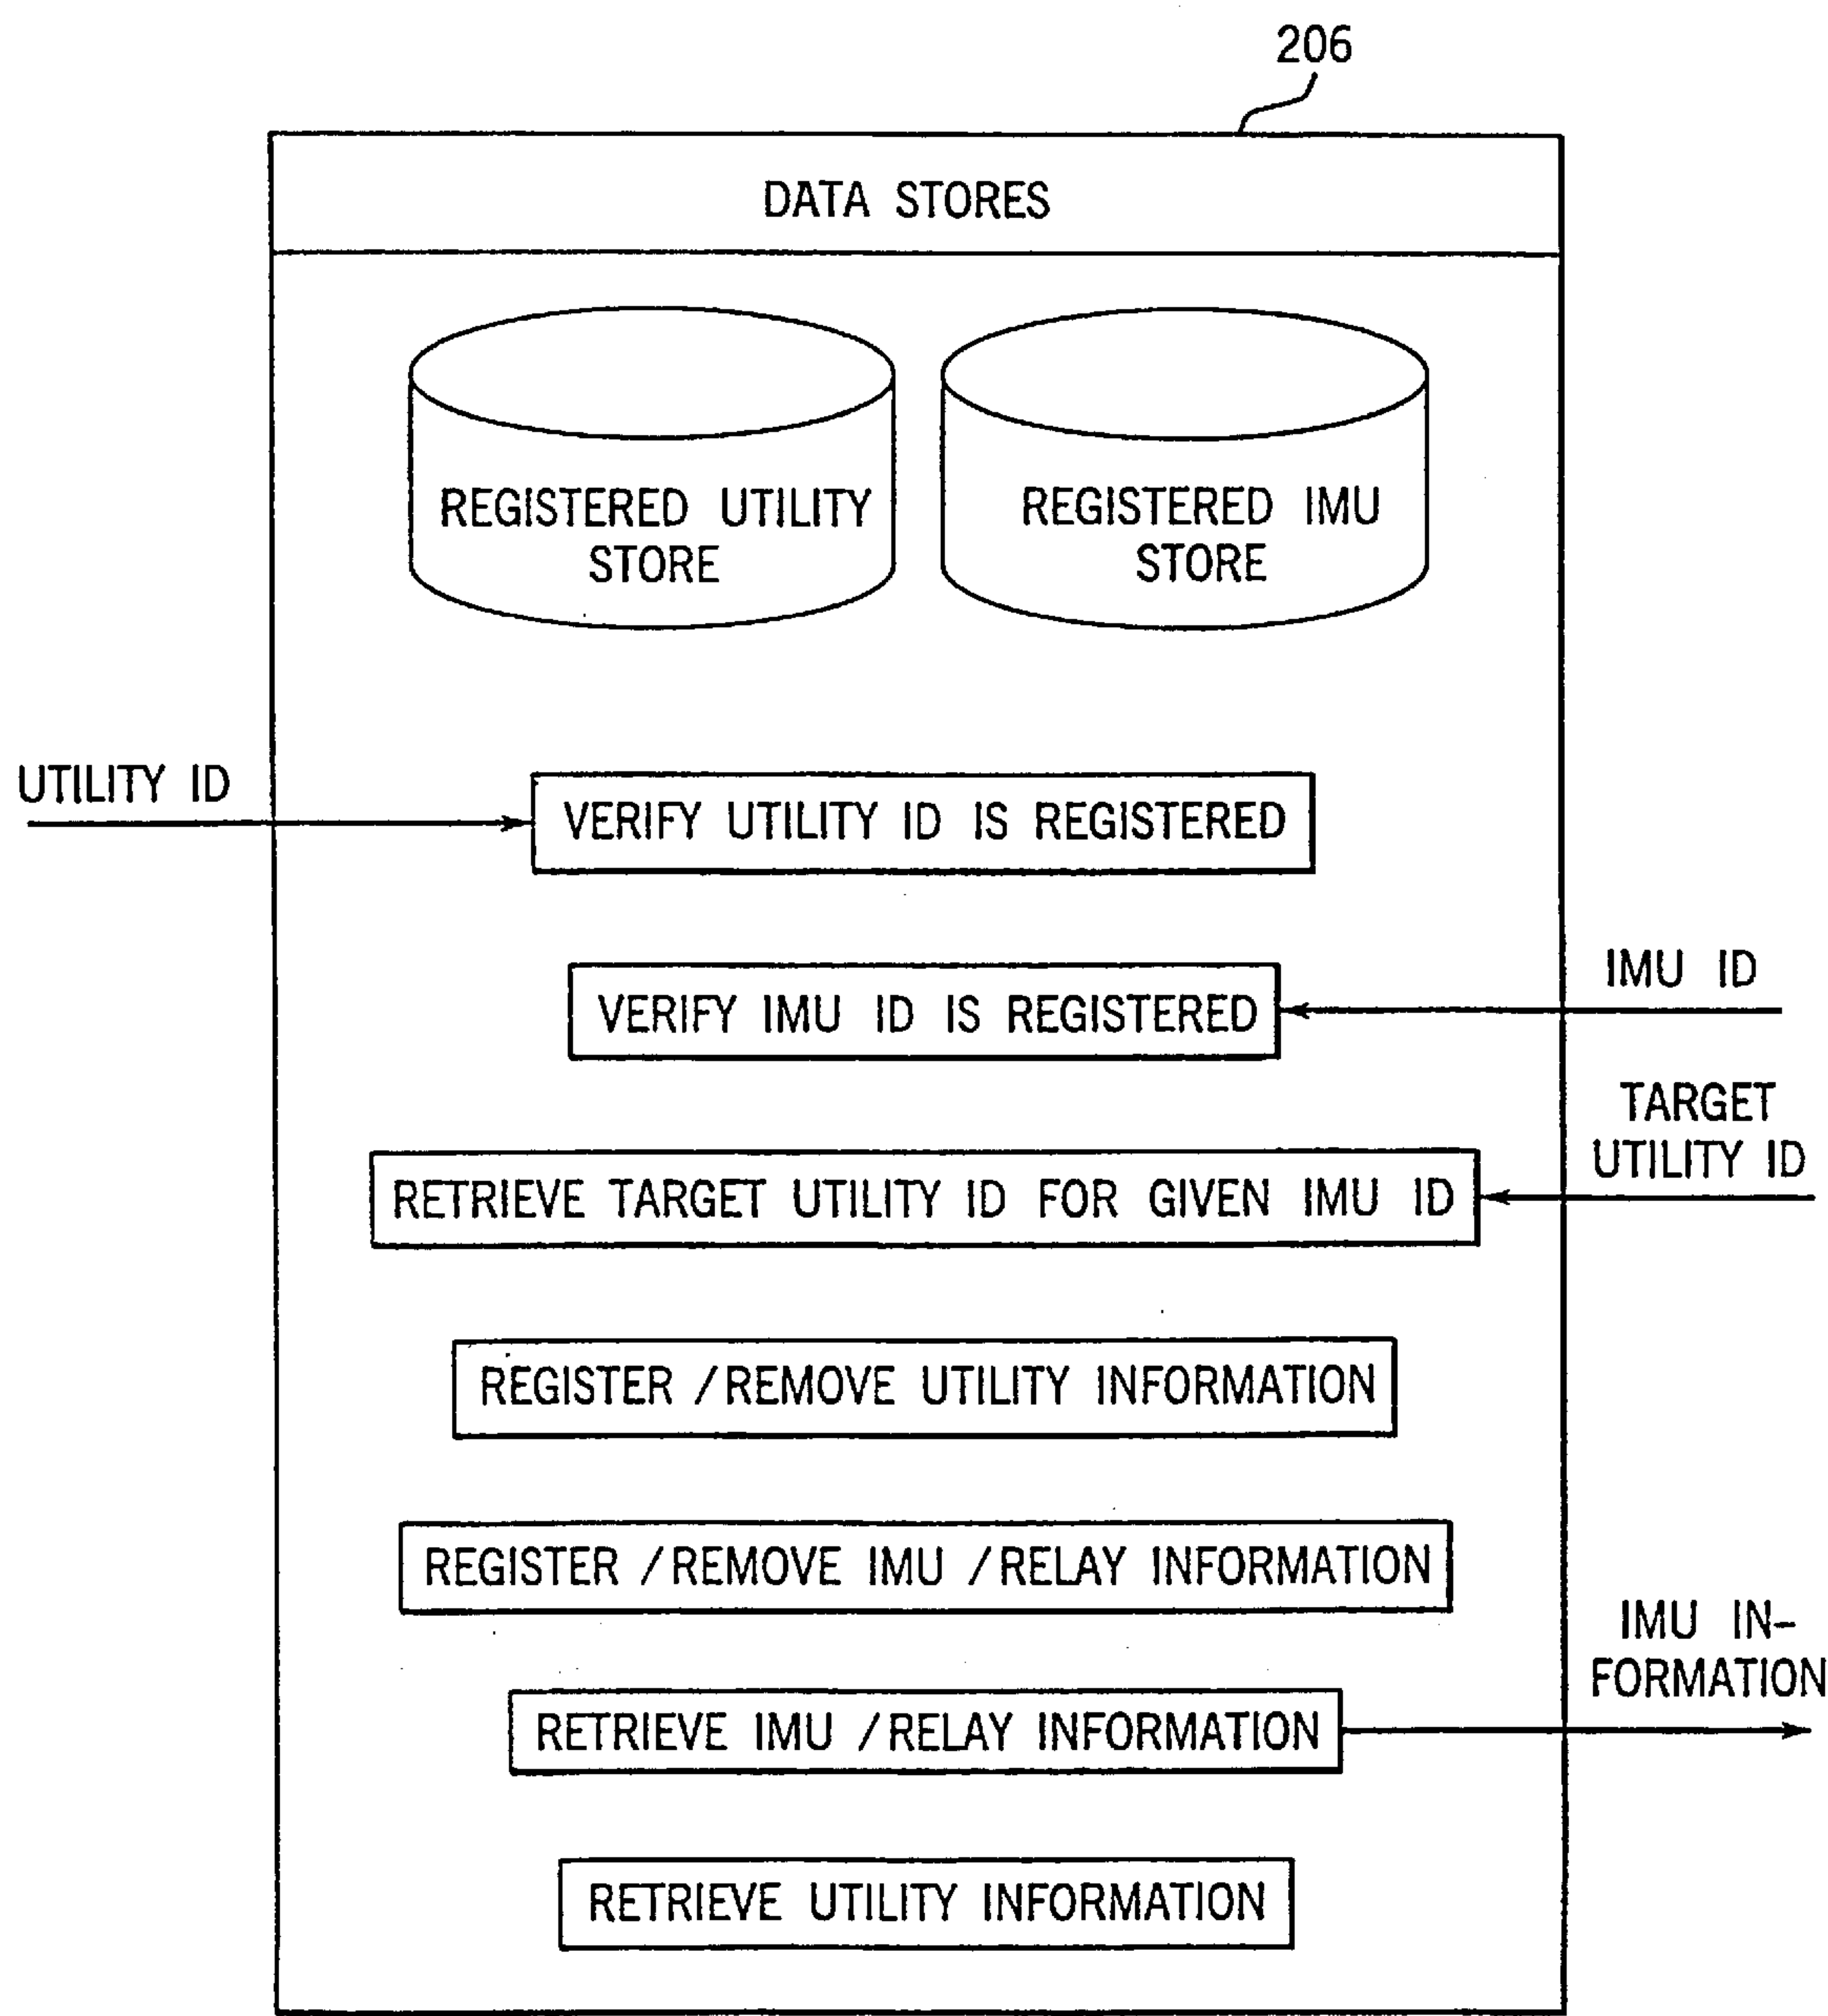 206
DATA STORES
REGISTERED UTILITY
STORE
REGISTERED IMU
STORE
UTILITY ID
VERIFY UTILITY ID IS REGISTERED
IMU ID
VERIFY IMU ID IS REGISTERED
TARGET
UTILITY ID
RETRIEVE TARGET UTILITY ID FOR GIVEN IMU ID
REGISTER /REMOVE UTILITY INFORMATION
REGISTER /REMOVE IMU /RELAY INFORMATION
IMU IN-
FORMATION
RETRIEVE IMU /RELAY INFORMATION
RETRIEVE UTILITY INFORMATION